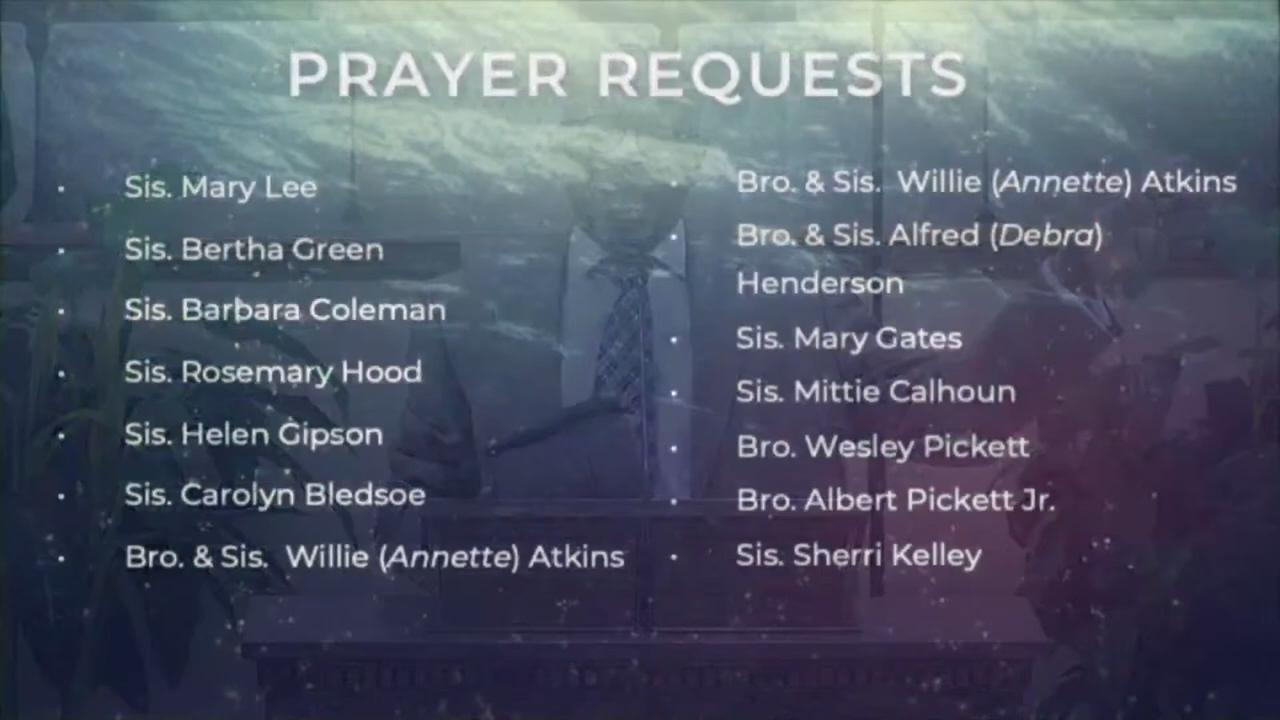 PRAYER REQUESTS
Sis. Mary Lee
Sis. Bertha Green
Sis. Barbara Coleman
Sis. Rosemary Hood
Sis. Helen Gipson
Sis. Carolyn Bledsoe
Bro. & Sis. Willie (Annette) Atkins
Bro. & Sis. Willie (Annette) Atkins
Bro. & Sis. Alfred (Debra)
Henderson
Sis. Mary Gates
Sis. Mittie Calhoun
Bro. Wesley Pickett
Bro. Albert Pickett Jr.
Sis. Sherri Kelley